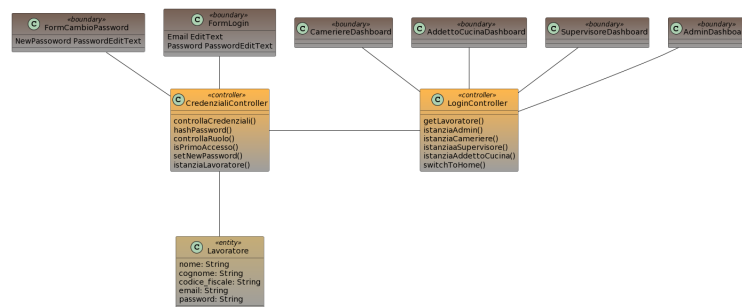 C «boundary»
FormCambioPassword
NewPassoword PasswordEditText
C «boundary»
FormLogin
Email EditText
Password PasswordEditText
C «boundary»
CameriereDashboard
C «boundary»
AddettoCucinaDashboard
C «boundary»
SupervisoreDashboard
C «boundary»
AdminDashboa
C «controller»
CredenzialiController
controllaCredenziali()
hashPassword()
controllaRuolo()
isPrimoAccesso()
setNewPassword()
istanziaLavoratore()
C «controller»
LoginController
getLavoratore()
istanziaAdmin()
istanziaCameriere()
istanziaaSupervisore()
istanziaAddettoCucina()
switchToHome()
C «entity»
Lavoratore
nome: String
cognome: String
codice_fiscale: String
email: String
password: String